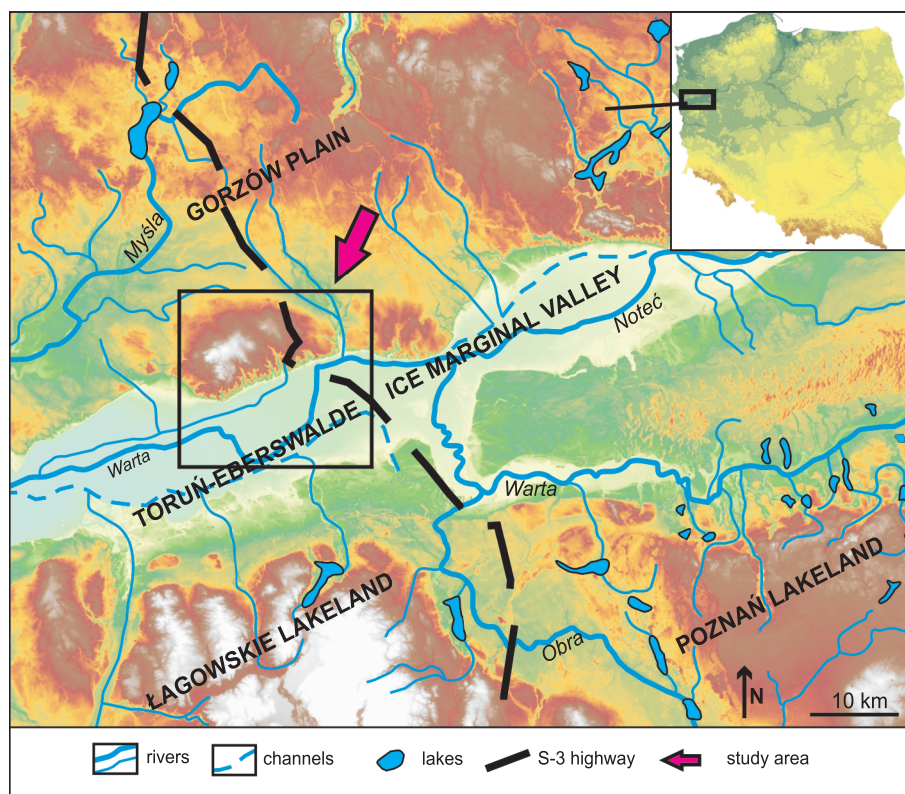 GORZÓW PLAIN
Myśla
TORUŃ-EBERSWALDE ICE MARGINAL VALLEY
Noteć
Warta
Warta
ŁAGOWSKIE LAKELAND
POZNAŃ LAKELAND
Obra
N
10 km
rivers
channels
lakes
S-3 highway
study area